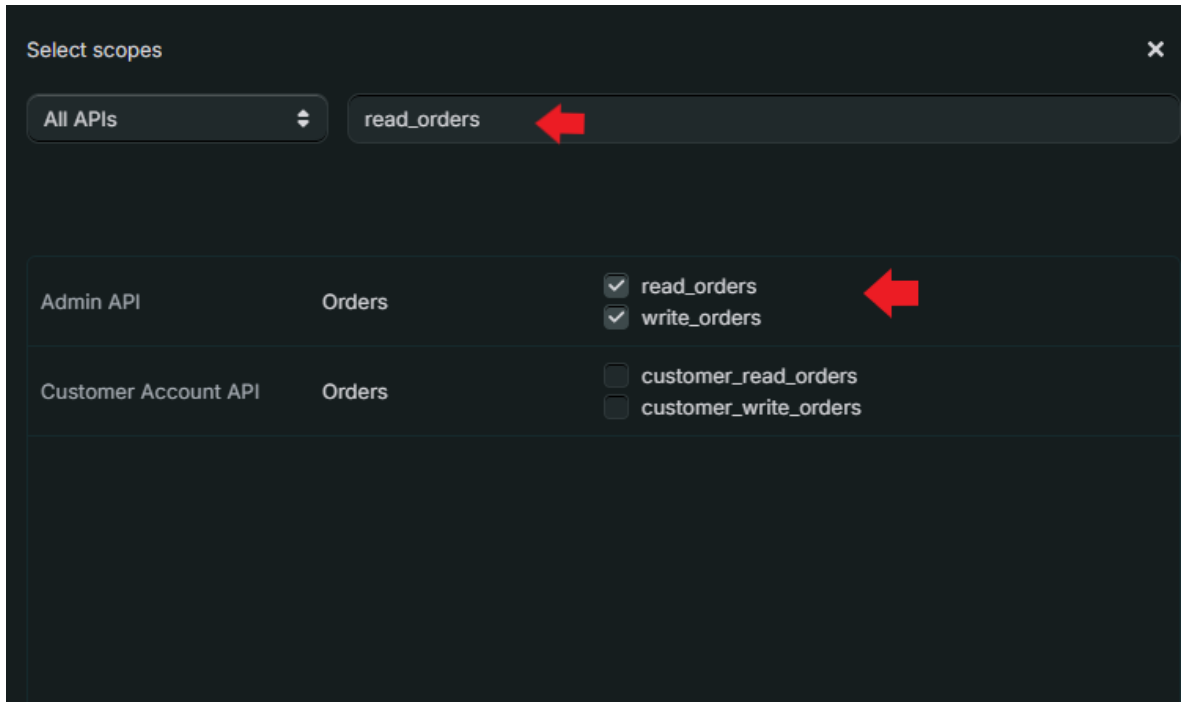 Select scopes
All APIs
read_orders
Admin API
Orders
read_orders
write_orders
Customer Account API
Orders
customer_read_orders
customer_write_orders